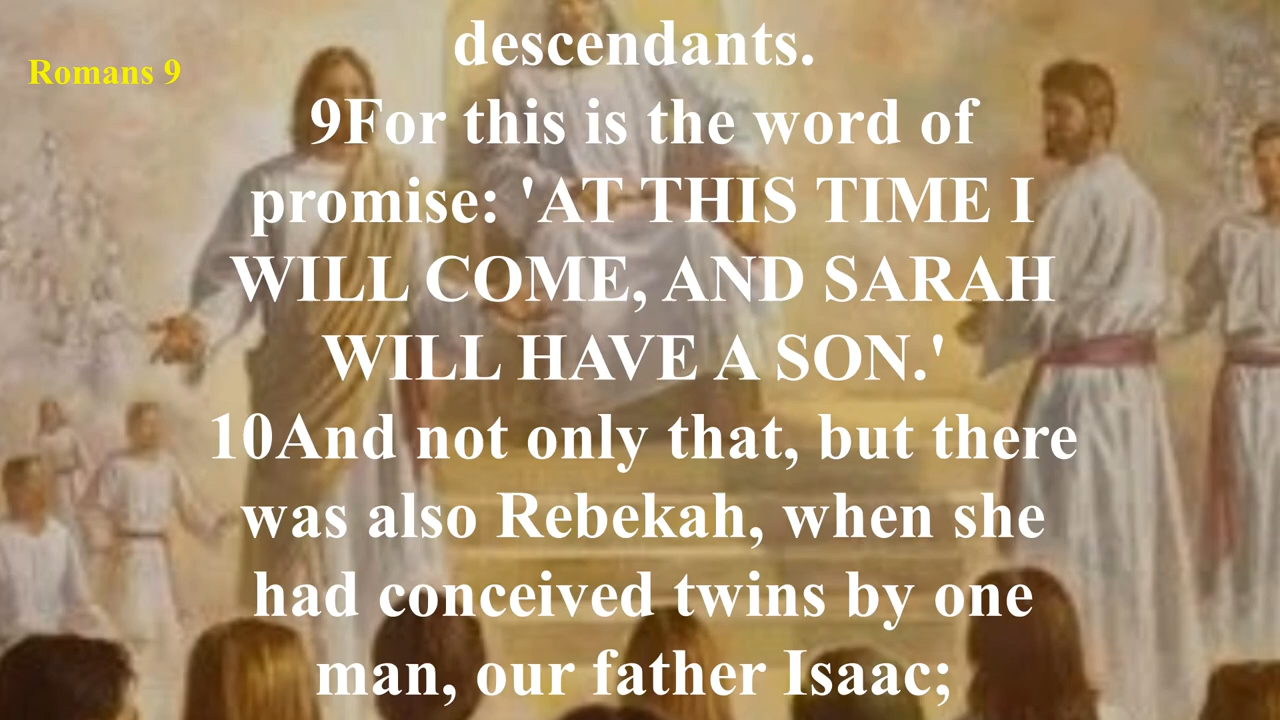 Romans 9
descendants.
9For this is the word of
promise: 'AT THIS TIME I
WILL COME, AND SARAH
WILL HAVE A SON.'
10And not only that, but there
was also Rebekah, when she
had conceived twins by one
man, our father Isaac;